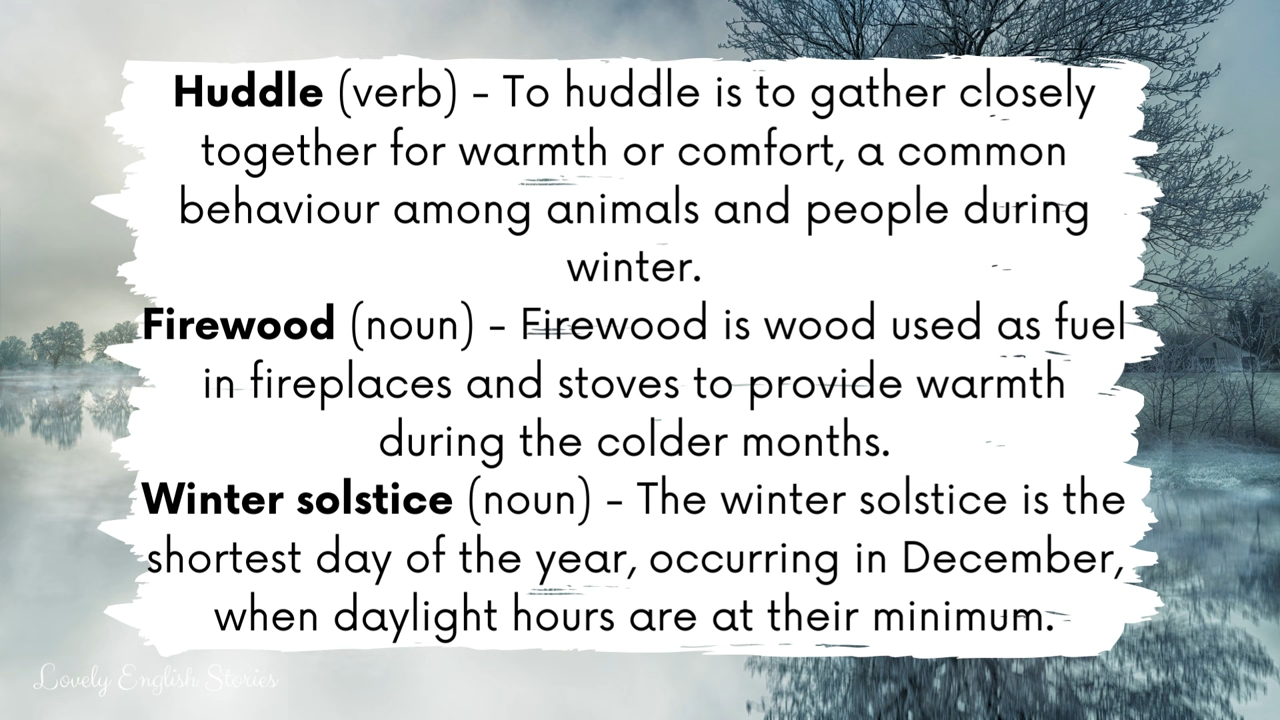 Huddle (verb) - To huddle is to gather closely
together for warmth or comfort, a common
behaviour among animals and people during
winter.
Firewood (noun) - Firewood is wood used as fuel
in fireplaces and stoves to provide warmth
during the colder months.
Winter solstice (noun) - The winter solstice is the
shortest day of the year, occurring in December,
when daylight hours are at their minimum.
Lovely English Stories